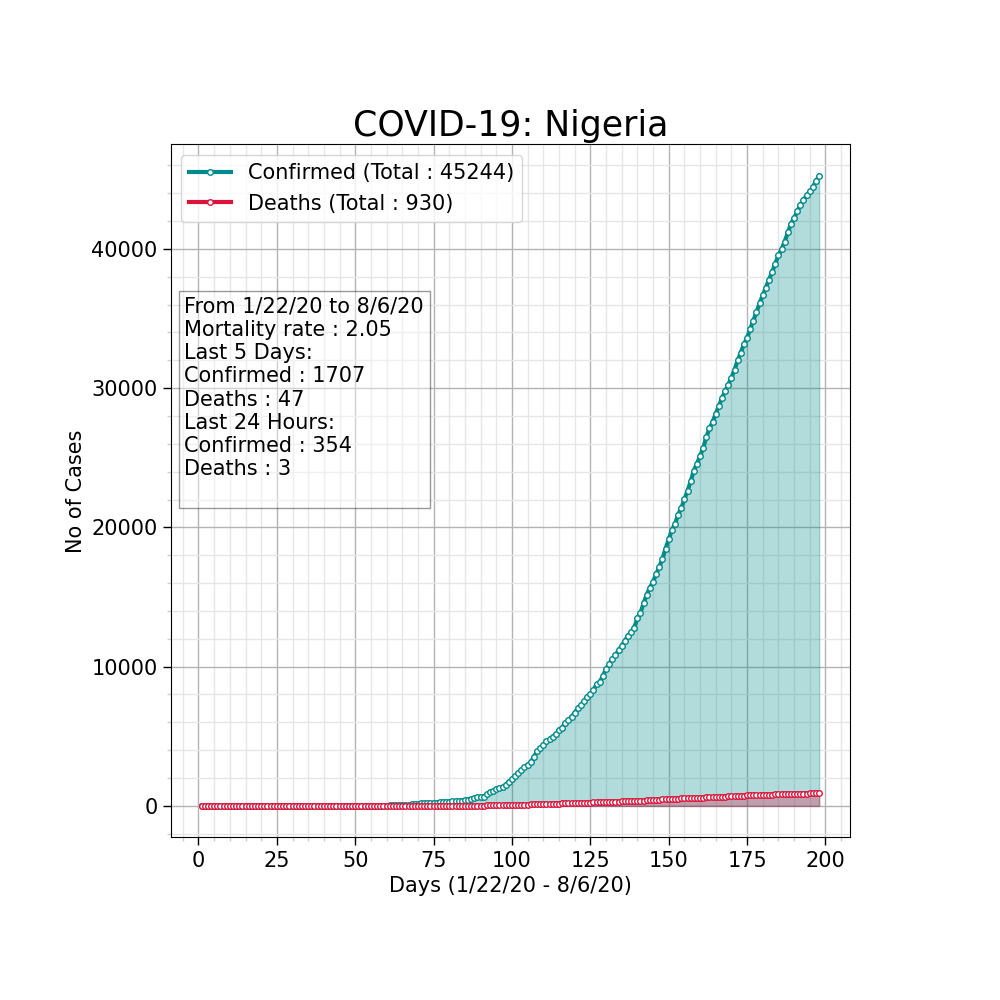 COVID-19: Nigeria
Confirmed (Total : 45244)
Deaths (Total : 930)
From 1/22/20 to 8/6/20
Mortality rate : 2.05
Last 5 Days:
Confirmed : 1707
Deaths : 47
Last 24 Hours:
Confirmed : 354
Deaths : 3
No of Cases
40000
30000
20000
10000
0
0 25 50 75 100 125 150 175 200
Days (1/22/20 - 8/6/20)